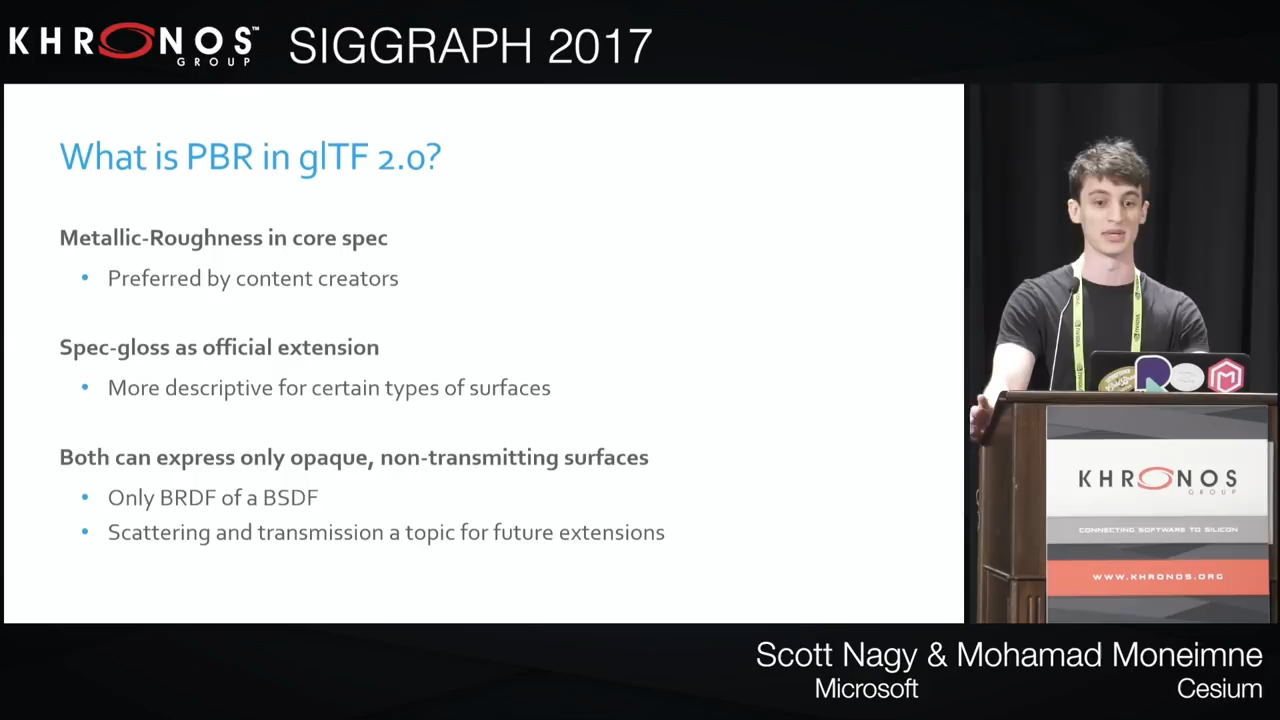 KHRONOS™ GROUP SIGGRAPH 2017
What is PBR in glTF 2.0?
Metallic-Roughness in core spec
• Preferred by content creators
Spec-gloss as official extension
• More descriptive for certain types of surfaces
Both can express only opaque, non-transmitting surfaces
• Only BRDF of a BSDF
• Scattering and transmission a topic for future extensions
KHRONOS
GROUP
CONNECTING SOFTWARE TO SILICON
WWW.KHRONOS.ORG
Scott Nagy & Mohamad Moneimne
Microsoft Cesium